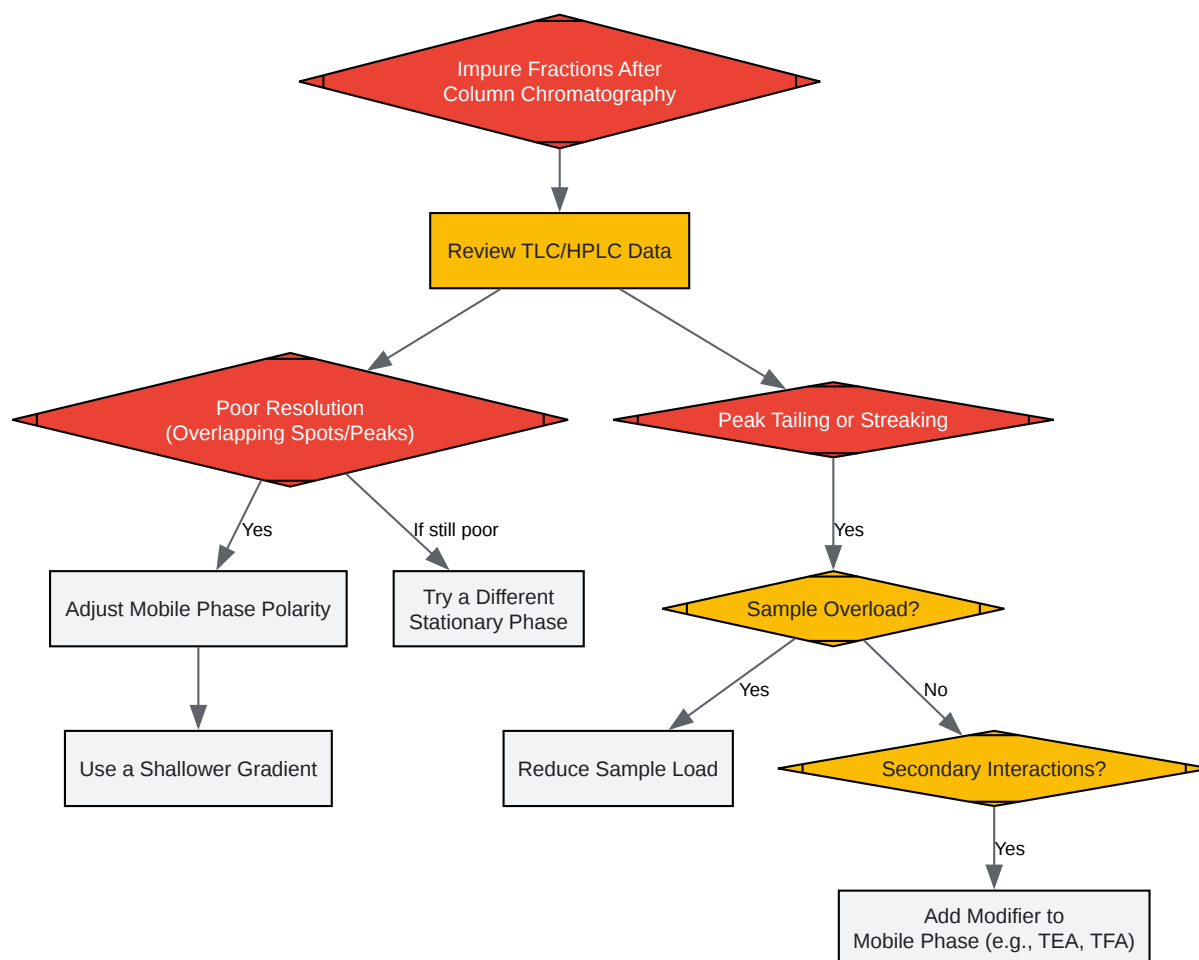 Impure Fractions After
Column Chromatography
Review TLC/HPLC Data
Poor Resolution
(Overlapping Spots/Peaks)
Peak Tailing or Streaking
Yes
If still poor
Yes
Adjust Mobile Phase Polarity
Try a Different
Stationary Phase
Sample Overload?
Yes
No
Use a Shallower Gradient
Reduce Sample Load
Secondary Interactions?
Yes
Add Modifier to
Mobile Phase (e.g., TEA, TFA)